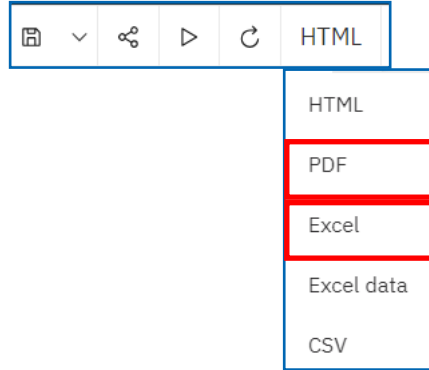 HTML
HTML
PDF
Excel
Excel data
CSV